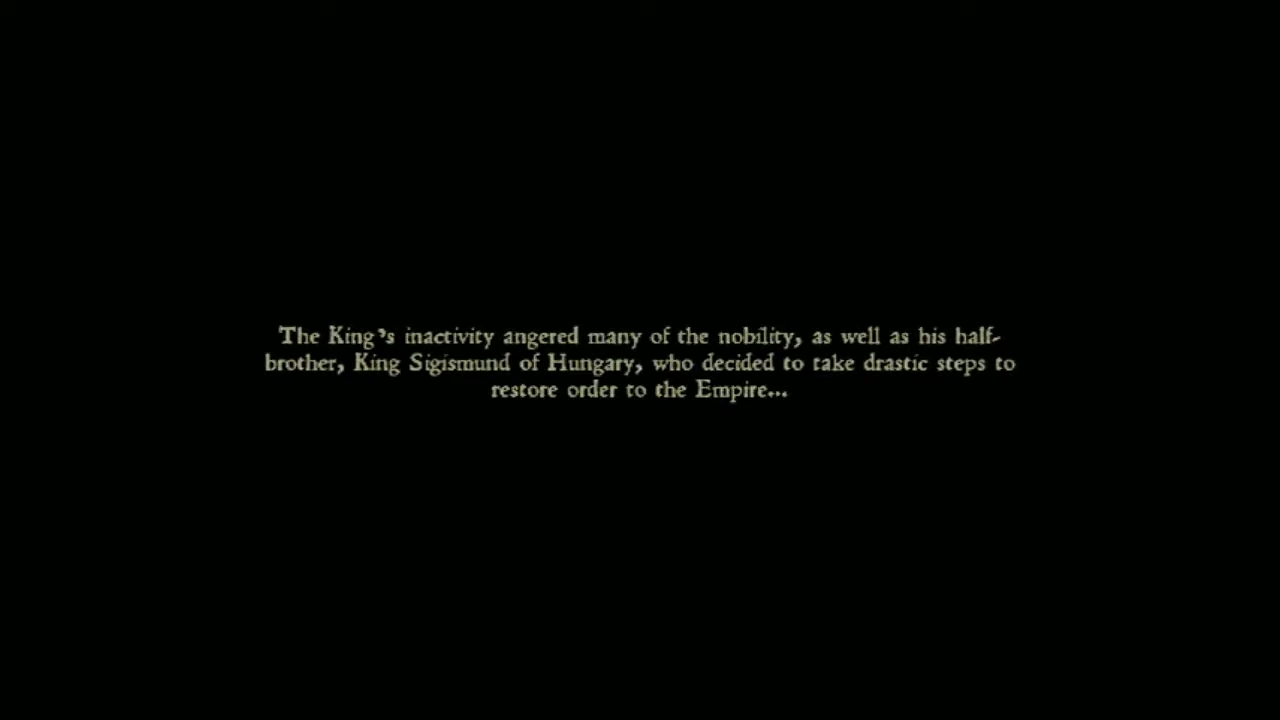 The King's inactivity angered many of the nobility, as well as his half-
brother, King Sigismund of Hungary, who decided to take drastic steps to
restore order to the Empire...